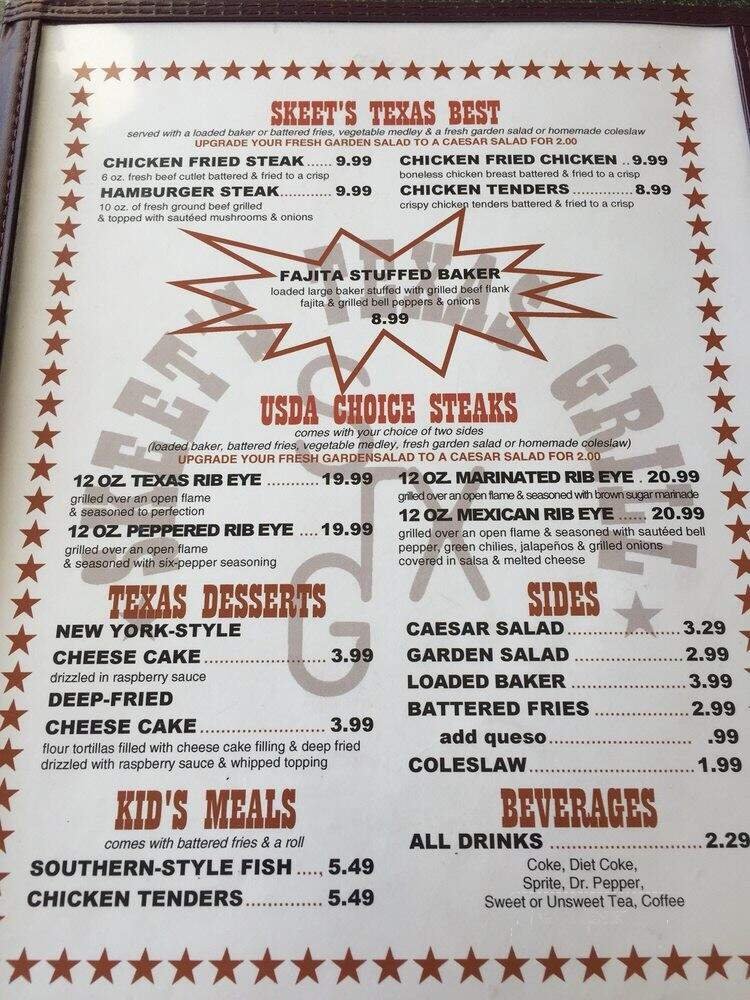 SKEET'S TEXAS BEST
served with a loaded baker or battered fries, vegetable medley & a fresh garden salad or homemade coleslaw
UPGRADE YOUR FRESH GARDEN SALAD TO A CAESAR SALAD FOR 2.00
CHICKEN FRIED STEAK ...... 9.99
6 oz. fresh beef cutlet battered & fried to a crisp
HAMBURGER STEAK............ 9.99
10 oz. of fresh ground beef grilled
& topped with sautéed mushrooms & onions
CHICKEN FRIED CHICKEN .. 9.99
boneless chicken breast battered & fried to a crisp
CHICKEN TENDERS .............. 8.99
crispy chicken tenders battered & fried to a crisp
FAJITA STUFFED BAKER
loaded large baker stuffed with grilled beef flank
fajita & grilled bell peppers & onions
8.99
SKEET'S TEXAS GRILL
S
T X
G
USDA CHOICE STEAKS
comes with your choice of two sides
(loaded baker, battered fries, vegetable medley, fresh garden salad or homemade coleslaw)
UPGRADE YOUR FRESH GARDENSALAD TO A CAESAR SALAD FOR 2.00
12 OZ. TEXAS RIB EYE ........... 19.99
grilled over an open flame
& seasoned to perfection
12 OZ. PEPPERED RIB EYE .... 19.99
grilled over an open flame
& seasoned with six-pepper seasoning
12 OZ. MARINATED RIB EYE . 20.99
grilled over an open flame & seasoned with brown sugar marinade
12 OZ. MEXICAN RIB EYE ...... 20.99
grilled over an open flame & seasoned with sautéed bell
pepper, green chilies, jalapeños & grilled onions
covered in salsa & melted cheese
TEXAS DESSERTS
NEW YORK-STYLE
CHEESE CAKE........................ 3.99
drizzled in raspberry sauce
DEEP-FRIED
CHEESE CAKE........................ 3.99
flour tortillas filled with cheese cake filling & deep fried
drizzled with raspberry sauce & whipped topping
SIDES
CAESAR SALAD...................... 3.29
GARDEN SALAD ..................... 2.99
LOADED BAKER ..................... 3.99
BATTERED FRIES .................. 2.99
add queso........................... .99
COLESLAW................................ 1.99
KID'S MEALS
comes with battered fries & a roll
SOUTHERN-STYLE FISH ...., 5.49
CHICKEN TENDERS............... 5.49
BEVERAGES
ALL DRINKS ............................ 2.29
Coke, Diet Coke,
Sprite, Dr. Pepper,
Sweet or Unsweet Tea, Coffee